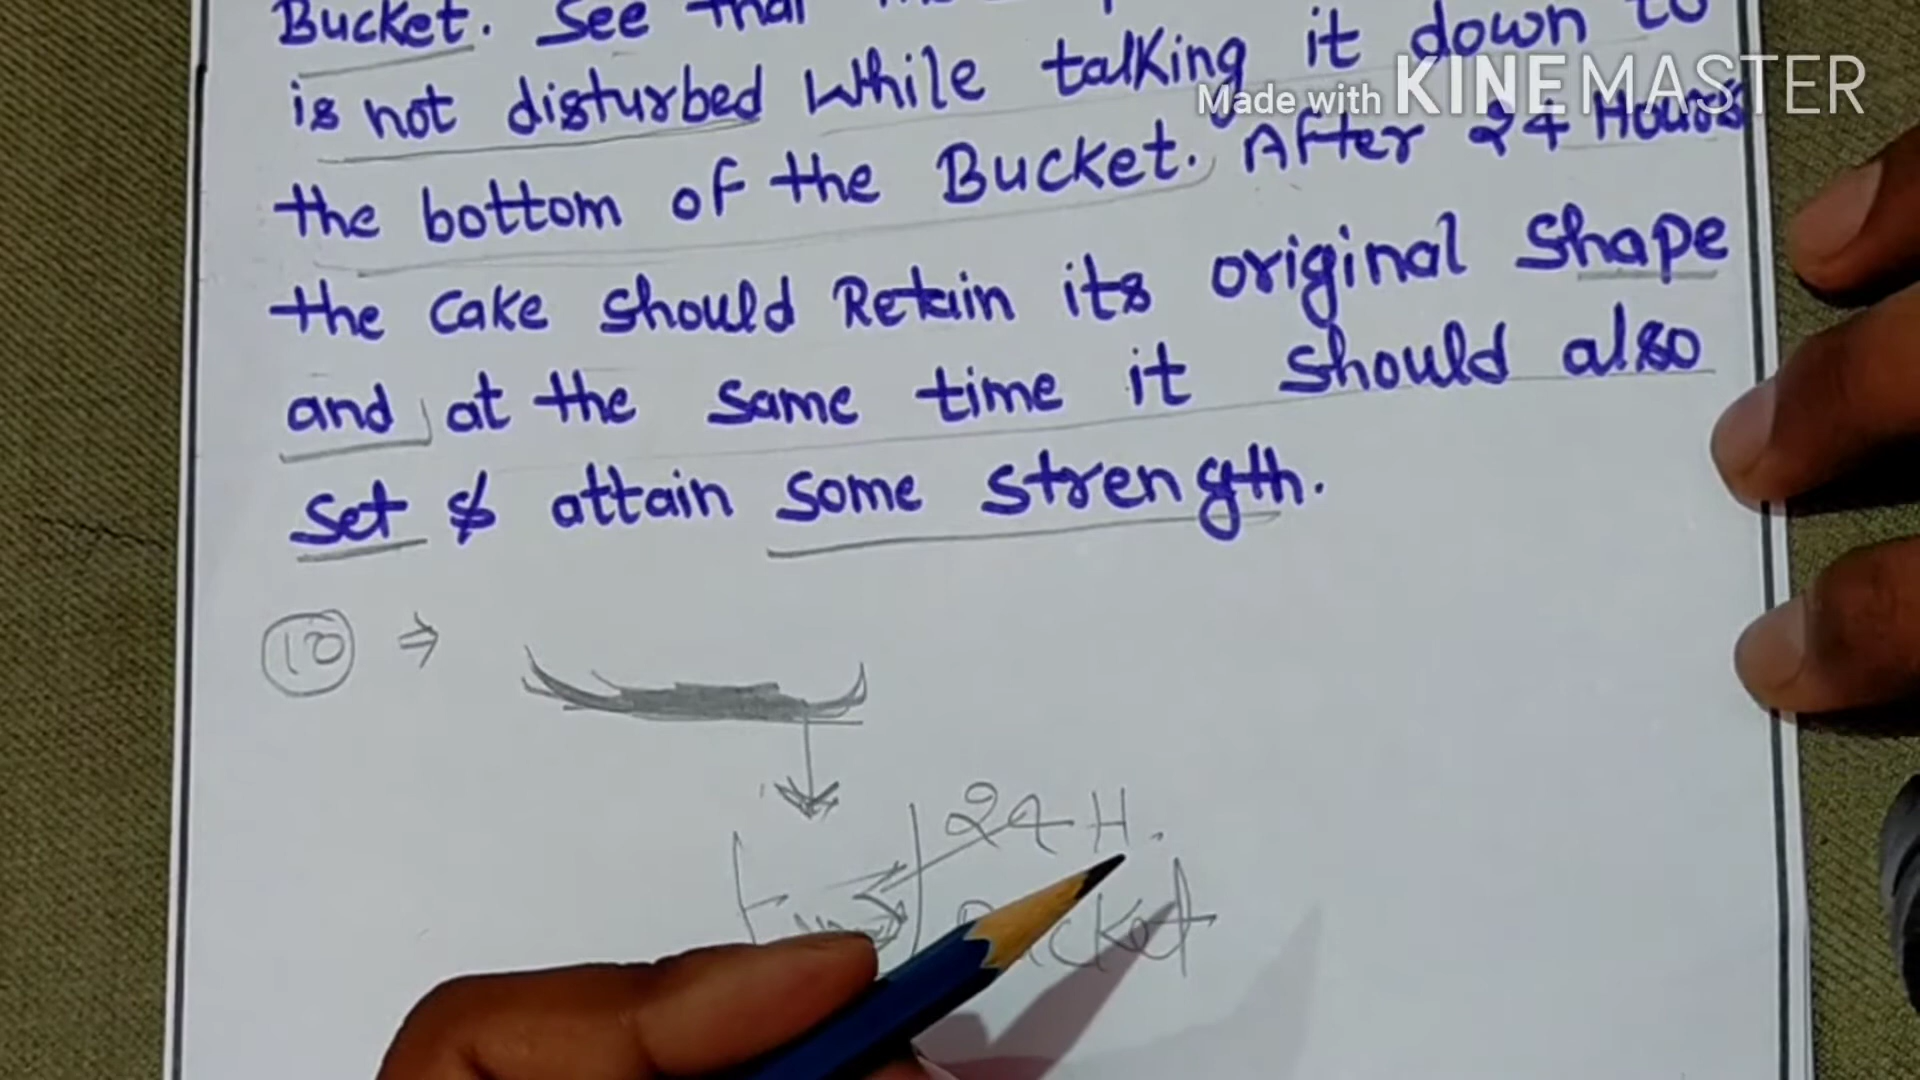 Bucket. See that
is not disturbed while talking it down to
Made with KINEMASTER
the bottom of the Bucket. After 24 Hours
the cake should Retain its original shape
and at the same time it should also
set & attain some strength.
10 ⇒
24 H.
Bucket